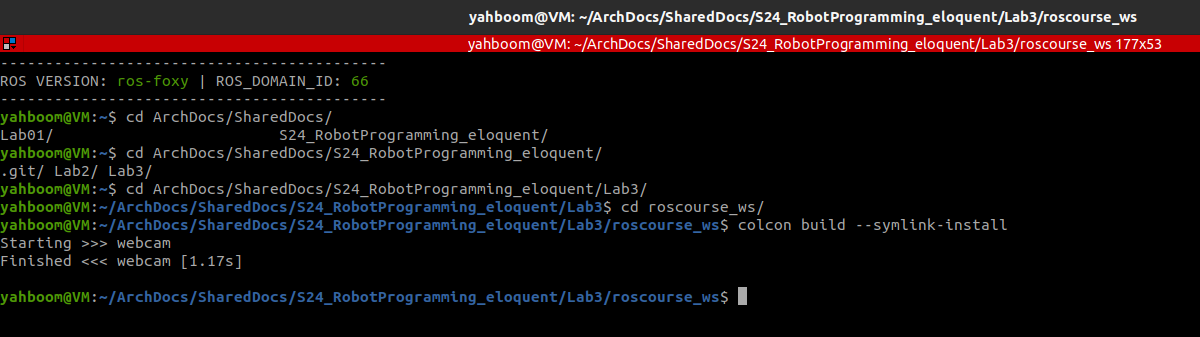 yahboom@VM: ~/ArchDocs/SharedDocs/S24_RobotProgramming_eloquent/Lab3/roscourse_ws
yahboom@VM: ~/ArchDocs/SharedDocs/S24_RobotProgramming_eloquent/Lab3/roscourse_ws 177x53
-------------------------------------------
ROS VERSION: ros-foxy | ROS_DOMAIN_ID: 66
-------------------------------------------
yahboom@VM:~$ cd ArchDocs/SharedDocs/
Lab01/                         S24_RobotProgramming_eloquent/
yahboom@VM:~$ cd ArchDocs/SharedDocs/S24_RobotProgramming_eloquent/
.git/ Lab2/ Lab3/
yahboom@VM:~$ cd ArchDocs/SharedDocs/S24_RobotProgramming_eloquent/Lab3/
yahboom@VM:~/ArchDocs/SharedDocs/S24_RobotProgramming_eloquent/Lab3$ cd roscourse_ws/
yahboom@VM:~/ArchDocs/SharedDocs/S24_RobotProgramming_eloquent/Lab3/roscourse_ws$ colcon build --symlink-install
Starting >>> webcam
Finished <<< webcam [1.17s]
yahboom@VM:~/ArchDocs/SharedDocs/S24_RobotProgramming_eloquent/Lab3/roscourse_ws$